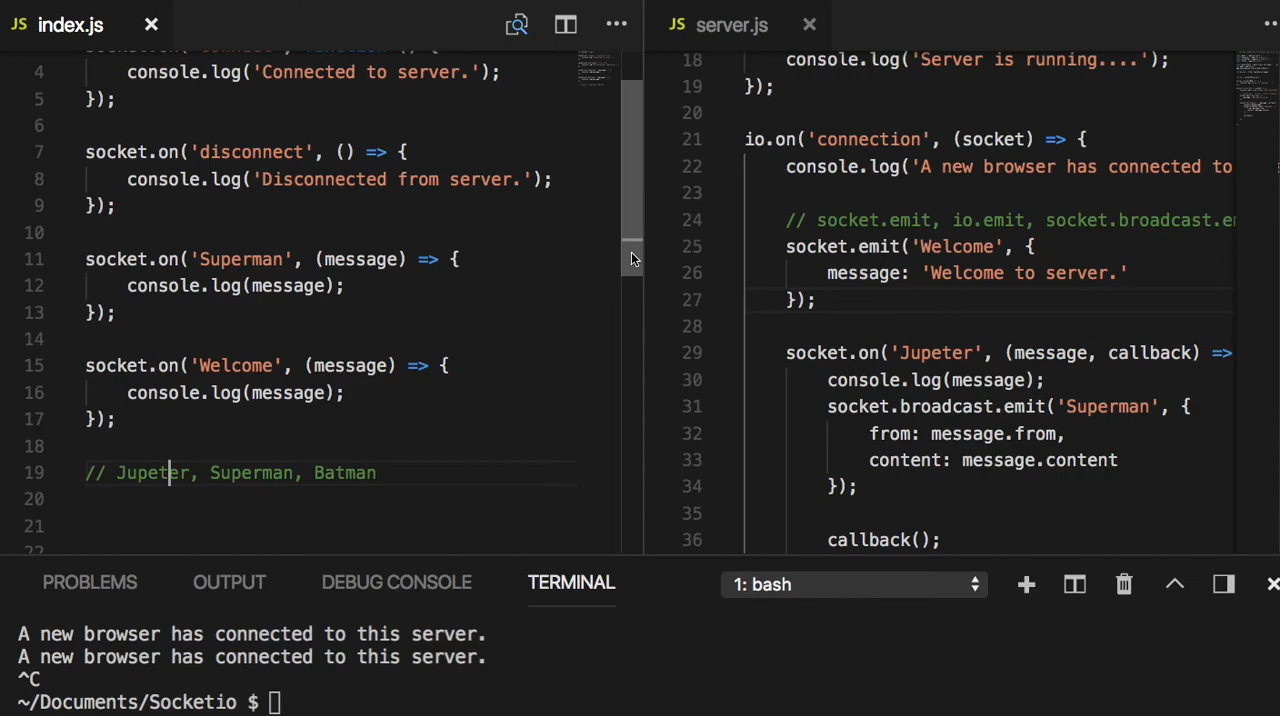 JS index.js ×
4 console.log('Connected to server.');
5 });
6
7 socket.on('disconnect', () => {
8 console.log('Disconnected from server.');
9 });
10
11 socket.on('Superman', (message) => {
12 console.log(message);
13 });
14
15 socket.on('Welcome', (message) => {
16 console.log(message);
17 });
18
19 // Jupeter, Superman, Batman
20
21
22
JS server.js ×
18 console.log('Server is running....');
19 });
20
21 io.on('connection', (socket) => {
22 console.log('A new browser has connected to
23
24 // socket.emit, io.emit, socket.broadcast.em
25 socket.emit('Welcome', {
26 message: 'Welcome to server.'
27 });
28
29 socket.on('Jupeter', (message, callback) =>
30 console.log(message);
31 socket.broadcast.emit('Superman', {
32 from: message.from,
33 content: message.content
34 });
35
36 callback();
PROBLEMS OUTPUT DEBUG CONSOLE TERMINAL 1: bash
A new browser has connected to this server.
A new browser has connected to this server.
^C
~/Documents/Socketio $